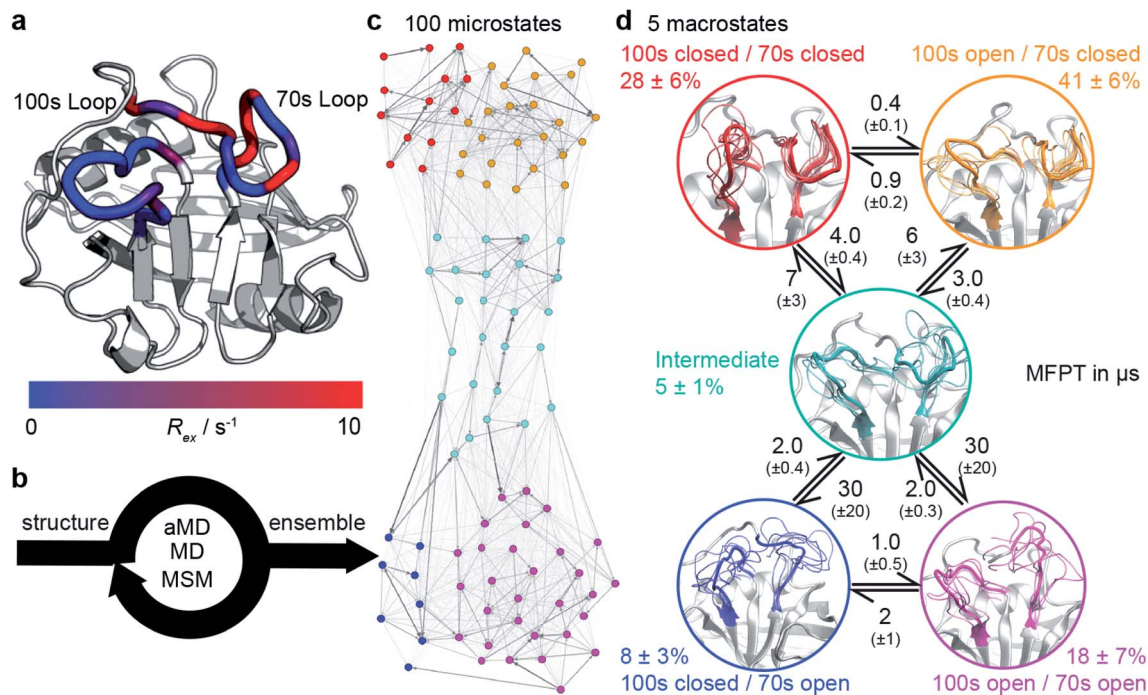 a
100s Loop
70s Loop
0
10
Rex / s-1
b
structure
aMD
MD
MSM
ensemble
c
100 microstates
d
5 macrostates
100s closed / 70s closed
28 ± 6%
100s open / 70s closed
41 ± 6%
0.4
(±0.1)
0.9
(±0.2)
4.0
(±0.4)
7
(±3)
6
(±3)
3.0
(±0.4)
Intermediate
5 ± 1%
MFPT in µs
2.0
(±0.4)
30
(±20)
30
(±20)
2.0
(±0.3)
1.0
(±0.5)
2
(±1)
8 ± 3%
100s closed / 70s open
18 ± 7%
100s open / 70s open